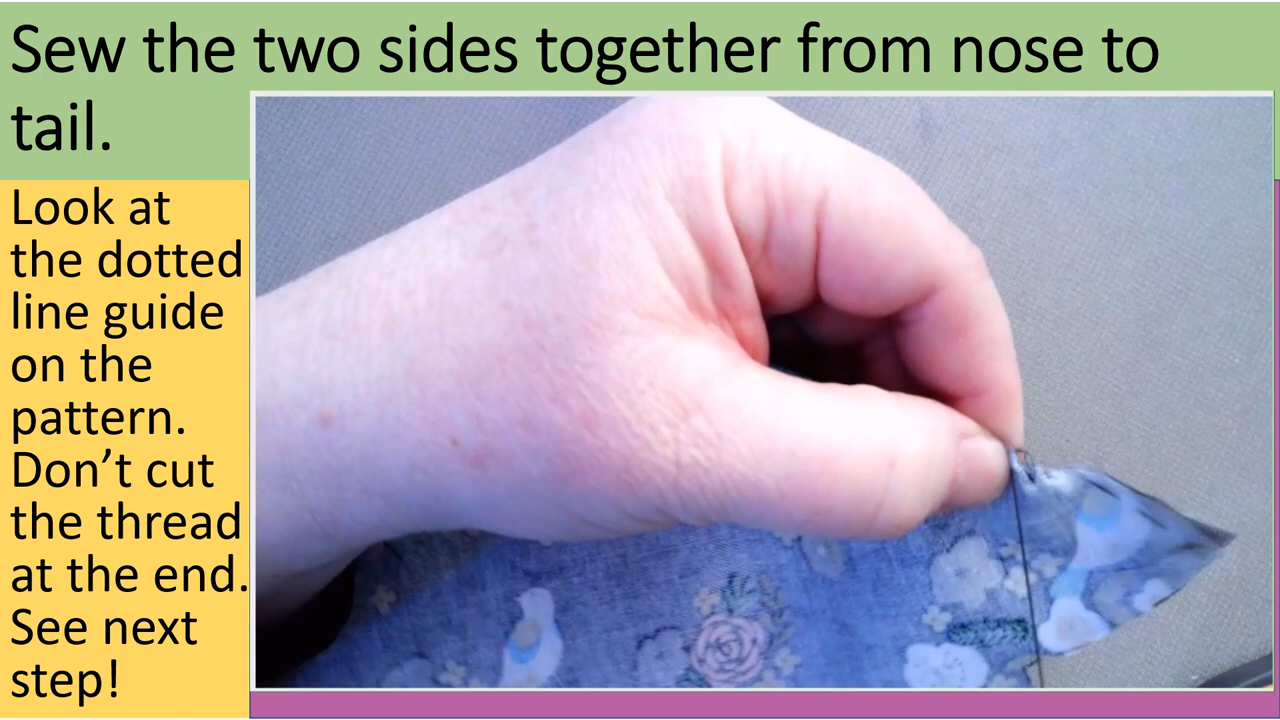 Sew the two sides together from nose to
tail.
Look at
the dotted
line guide
on the
pattern.
Don’t cut
the thread
at the end.
See next
step!